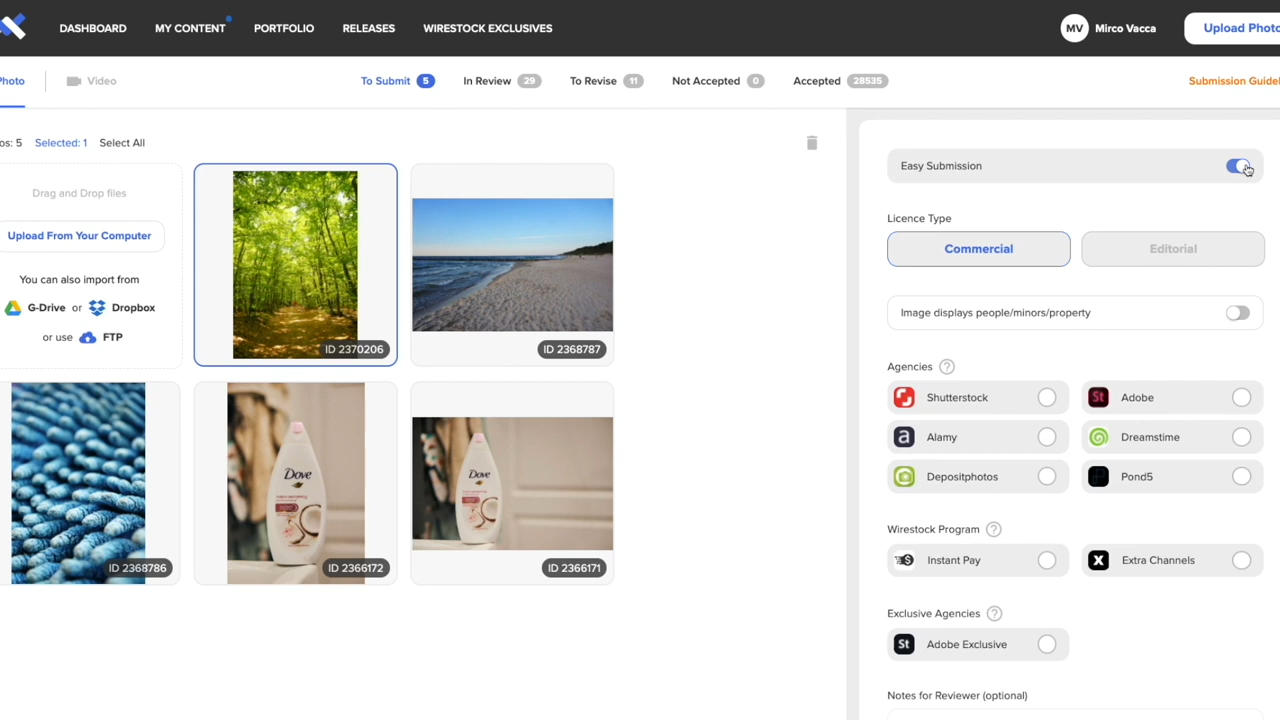 DASHBOARD MY CONTENT PORTFOLIO RELEASES WIRESTOCK EXCLUSIVES MV Mirco Vacca Upload Photo
Photo Video To Submit 5 In Review 29 To Revise 11 Not Accepted 0 Accepted 28535 Submission Guidel
os: 5 Selected: 1 Select All
Drag and Drop files
Upload From Your Computer
You can also import from
G-Drive or Dropbox
or use FTP
ID 2370206
ID 2368787
ID 2368786
Dove
ID 2366172
Dove
ID 2366171
Easy Submission
Licence Type
Commercial Editorial
Image displays people/minors/property
Agencies ?
Shutterstock St Adobe
a Alamy Dreamstime
Depositphotos Pond5
Wirestock Program ?
Instant Pay X Extra Channels
Exclusive Agencies ?
St Adobe Exclusive
Notes for Reviewer (optional)